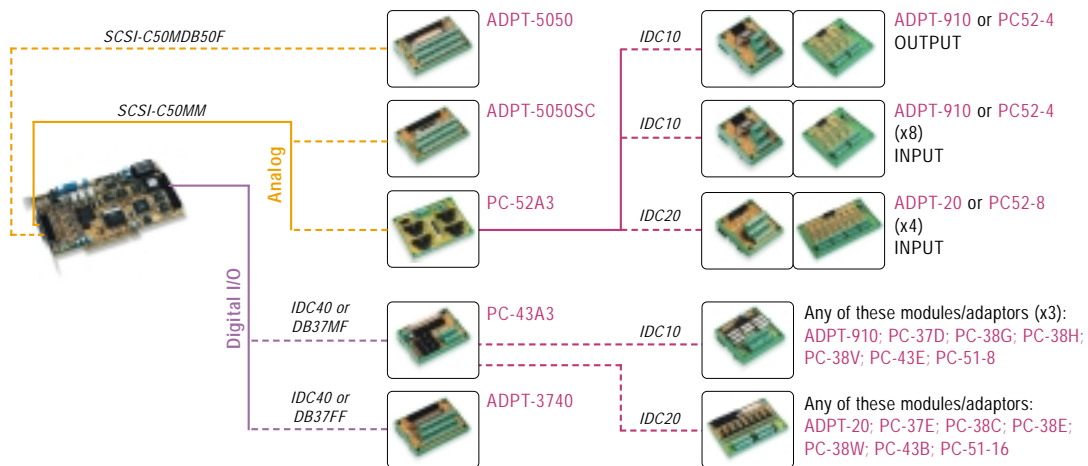 SCSI-C50MDB50F
ADPT-5050
IDC10
ADPT-910 or PC52-4
OUTPUT
SCSI-C50MM
ADPT-5050SC
IDC10
ADPT-910 or PC52-4
(x8)
INPUT
Analog
PC-52A3
IDC20
ADPT-20 or PC52-8
(x4)
INPUT
Digital I/O
IDC40 or
DB37MF
PC-43A3
IDC10
Any of these modules/adaptors (x3):
ADPT-910; PC-37D; PC-38G; PC-38H;
PC-38V; PC-43E; PC-51-8
IDC40 or
DB37FF
ADPT-3740
IDC20
Any of these modules/adaptors:
ADPT-20; PC-37E; PC-38C; PC-38E;
PC-38W; PC-43B; PC-51-16